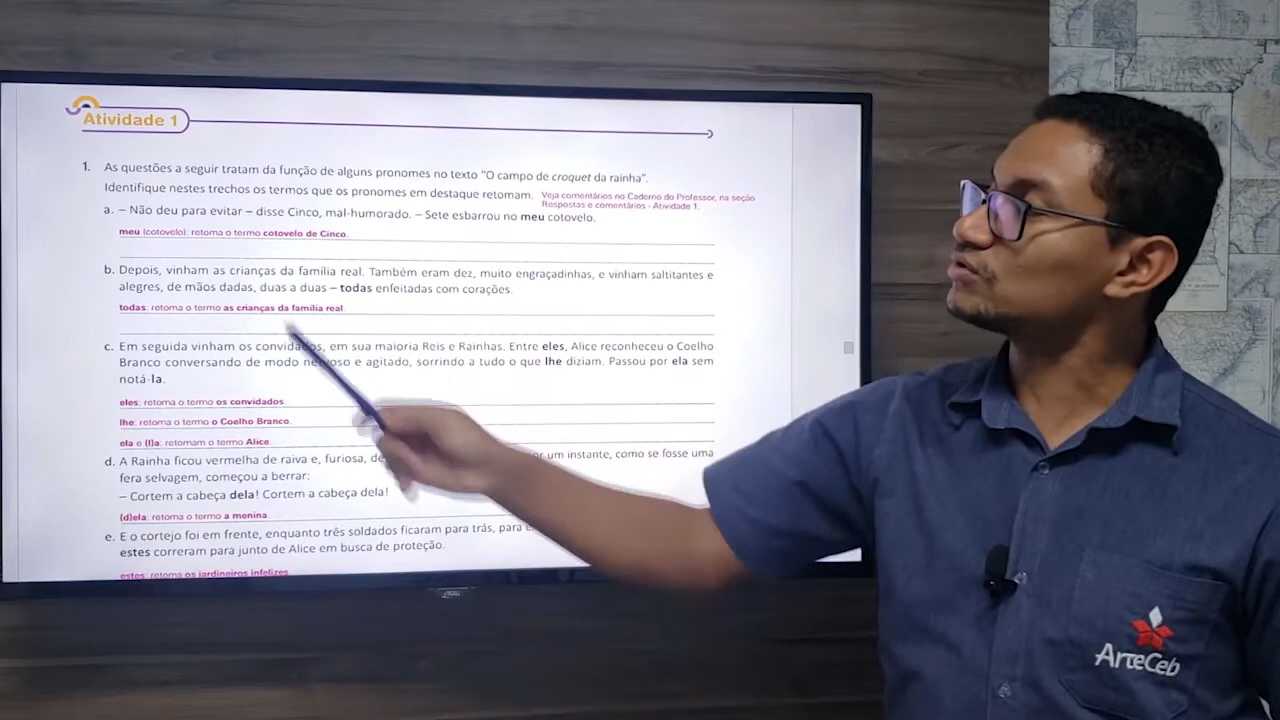 Atividade 1
1. As questões a seguir tratam da função de alguns pronomes no texto "O campo de croquet da rainha".
Identifique nestes trechos os termos que os pronomes em destaque retomam. Veja comentários no Caderno do Professor, na seção
Respostas e comentários - Atividade 1.
a. – Não deu para evitar – disse Cinco, mal-humorado. – Sete esbarrou no meu cotovelo.
meu (cotovelo): retoma o termo cotovelo de Cinco.
b. Depois, vinham as crianças da família real. Também eram dez, muito engraçadinhas, e vinham saltitantes e
alegres, de mãos dadas, duas a duas – todas enfeitadas com corações.
todas: retoma o termo as crianças da família real.
c. Em seguida vinham os convidados, em sua maioria Reis e Rainhas. Entre eles, Alice reconheceu o Coelho
Branco conversando de modo nervoso e agitado, sorrindo a tudo o que lhe diziam. Passou por ela sem
notá-la.
eles: retoma o termo os convidados.
lhe: retoma o termo o Coelho Branco.
ela e (l)a: retomam o termo Alice.
d. A Rainha ficou vermelha de raiva e, furiosa, de um instante, como se fosse uma
fera selvagem, começou a berrar:
– Cortem a cabeça dela! Cortem a cabeça dela!
(d)ela: retoma o termo a menina.
e. E o cortejo foi em frente, enquanto três soldados ficaram para trás, para
estes correram para junto de Alice em busca de proteção.
estes: retoma os jardineiros infelizes.
ArteCeb